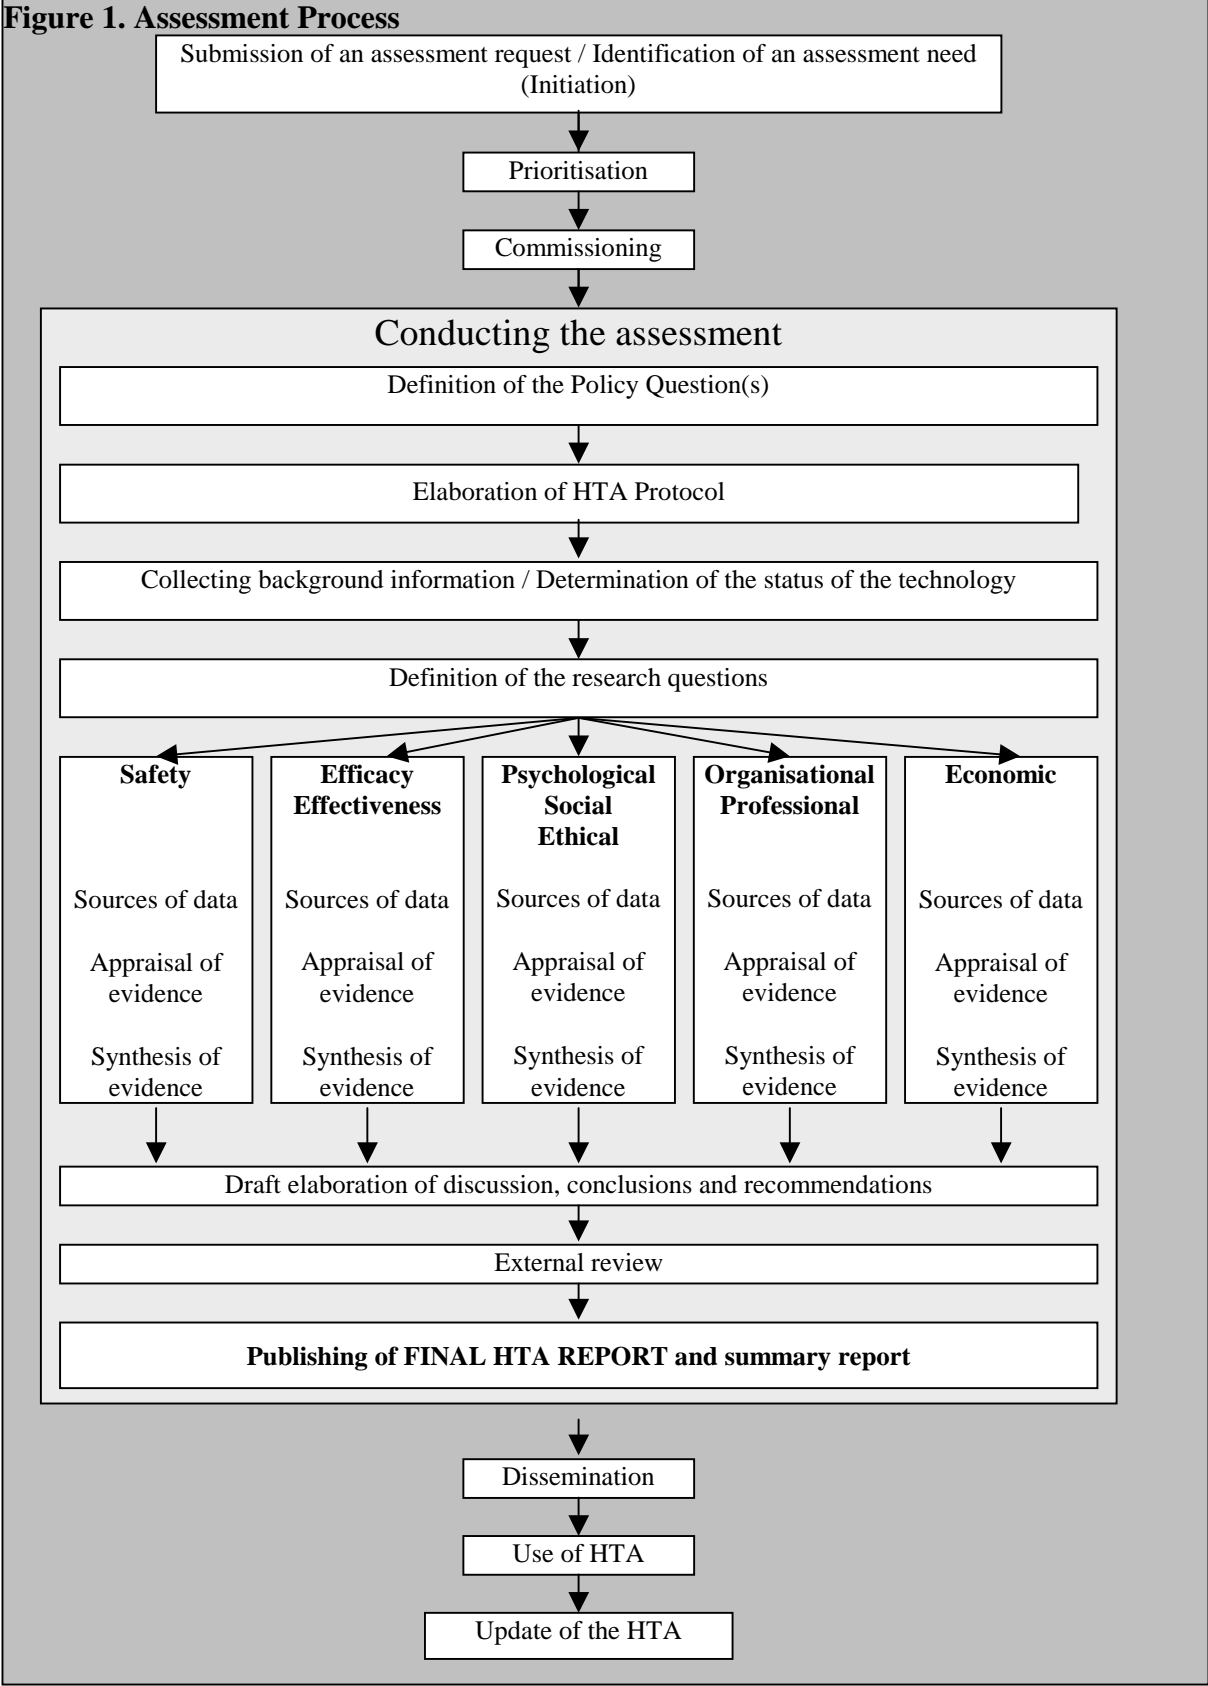 Figure 1. Assessment Process
Submission of an assessment request / Identification of an assessment need
(Initiation)
Prioritisation
Commissioning
Conducting the assessment
Definition of the Policy Question(s)
Elaboration of HTA Protocol
Collecting background information / Determination of the status of the technology
Definition of the research questions
Safety
Sources of data
Appraisal of
evidence
Synthesis of
evidence
Efficacy
Effectiveness
Sources of data
Appraisal of
evidence
Synthesis of
evidence
Psychological
Social
Ethical
Sources of data
Appraisal of
evidence
Synthesis of
evidence
Organisational
Professional
Sources of data
Appraisal of
evidence
Synthesis of
evidence
Economic
Sources of data
Appraisal of
evidence
Synthesis of
evidence
Draft elaboration of discussion, conclusions and recommendations
External review
Publishing of FINAL HTA REPORT and summary report
Dissemination
Use of HTA
Update of the HTA